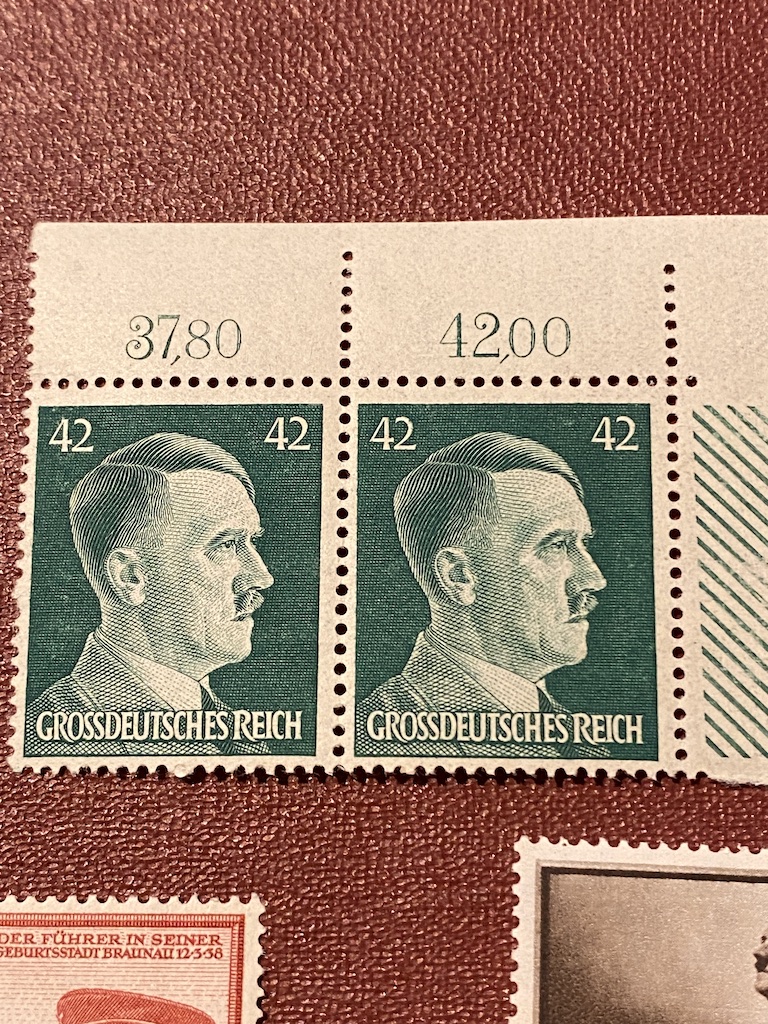 37,80 42,00
42 42 42 42
GROSSDEUTSCHES REICH GROSSDEUTSCHES REICH
DER FÜHRER IN SEINER
GEBURTSSTADT BRAUNAU 12·3·38